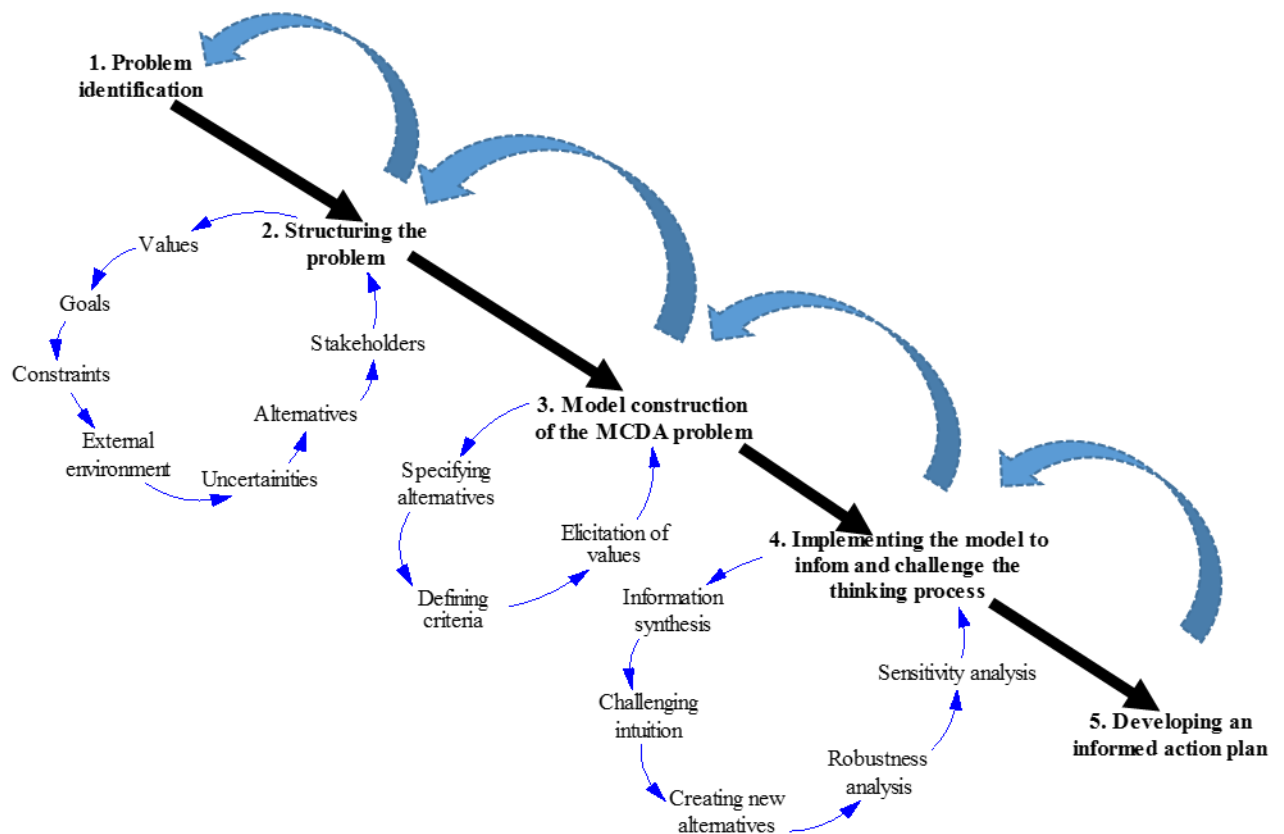 1. Problem
identification
2. Structuring the
problem
Values
Goals
Constraints
External
environment
Uncertainities
Alternatives
Stakeholders
3. Model construction
of the MCDA problem
Specifying
alternatives
Defining
criteria
Elicitation of
values
4. Implementing the model to
infom and challenge the
thinking process
Information
synthesis
Challenging
intuition
Creating new
alternatives
Robustness
analysis
Sensitivity analysis
5. Developing an
informed action plan